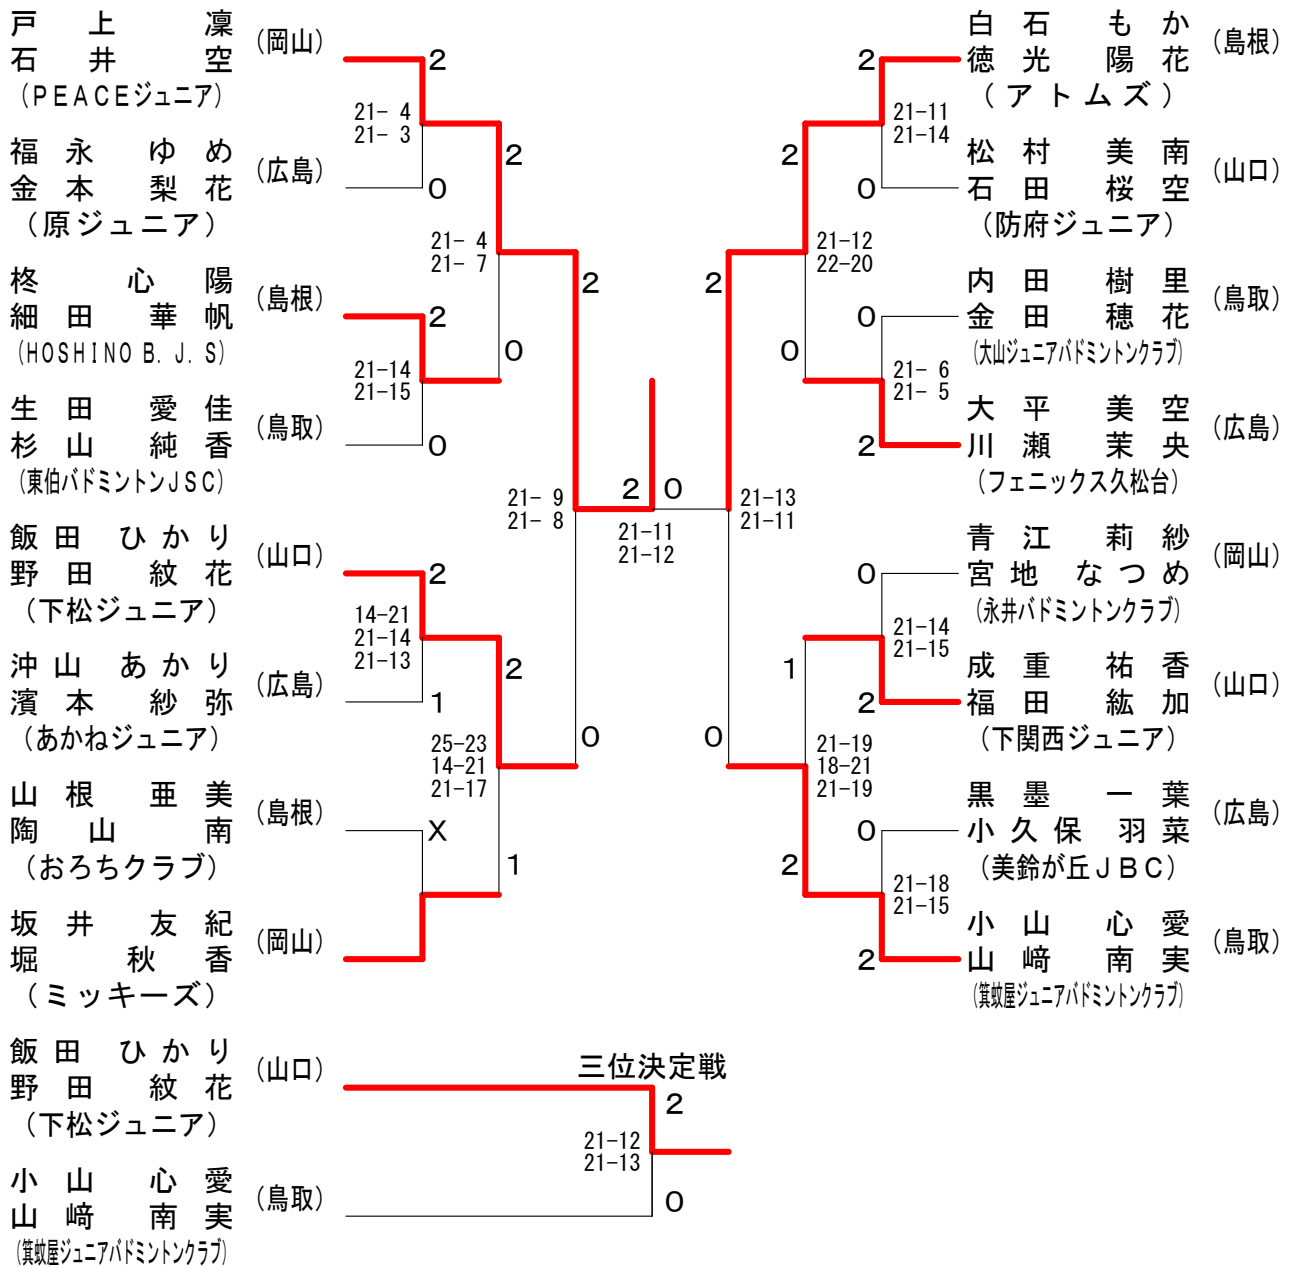 戸上 凜 (岡山)
石井 空
(PEACEジュニア)
2
21- 4
21- 3
福永 ゆめ (広島)
金本 梨花
(原ジュニア)
0
2
21- 4
21- 7
柊 心陽 (島根)
細田 華帆
(HOSHINO B. J. S)
2
0
21-14
21-15
生田 愛佳 (鳥取)
杉山 純香
(東伯バドミントンJSC)
0
2
21- 9
21- 8
飯田 ひかり (山口)
野田 紋花
(下松ジュニア)
2
14-21
21-14
21-13
沖山 あかり (広島)
濱本 紗弥
(あかねジュニア)
1
2
0
25-23
14-21
21-17
山根 亜美 (島根)
陶山 南
(おろちクラブ)
X
1
坂井 友紀 (岡山)
堀 秋香
(ミッキーズ)
2 0
21-11
21-12
白石 もか (島根)
徳光 陽花
(アトムズ)
2
21-11
21-14
松村 美南 (山口)
石田 桜空
(防府ジュニア)
0
2
21-12
22-20
内田 樹里 (鳥取)
金田 穂花
(大山ジュニアバドミントンクラブ)
0
0
21- 6
21- 5
大平 美空 (広島)
川瀬 茉央
(フェニックス久松台)
2
2
21-13
21-11
青江 莉紗 (岡山)
宮地 なつめ
(永井バドミントンクラブ)
0
21-14
21-15
成重 祐香 (山口)
福田 紘加
(下関西ジュニア)
2
1
0
21-19
18-21
21-19
黒墨 一葉 (広島)
小久保 羽菜
(美鈴が丘JBC)
0
2
21-18
21-15
小山 心愛 (鳥取)
山﨑 南実
(箕蚊屋ジュニアバドミントンクラブ)
2
三位決定戦
飯田 ひかり (山口)
野田 紋花
(下松ジュニア)
2
21-12
21-13
小山 心愛 (鳥取)
山﨑 南実
(箕蚊屋ジュニアバドミントンクラブ)
0